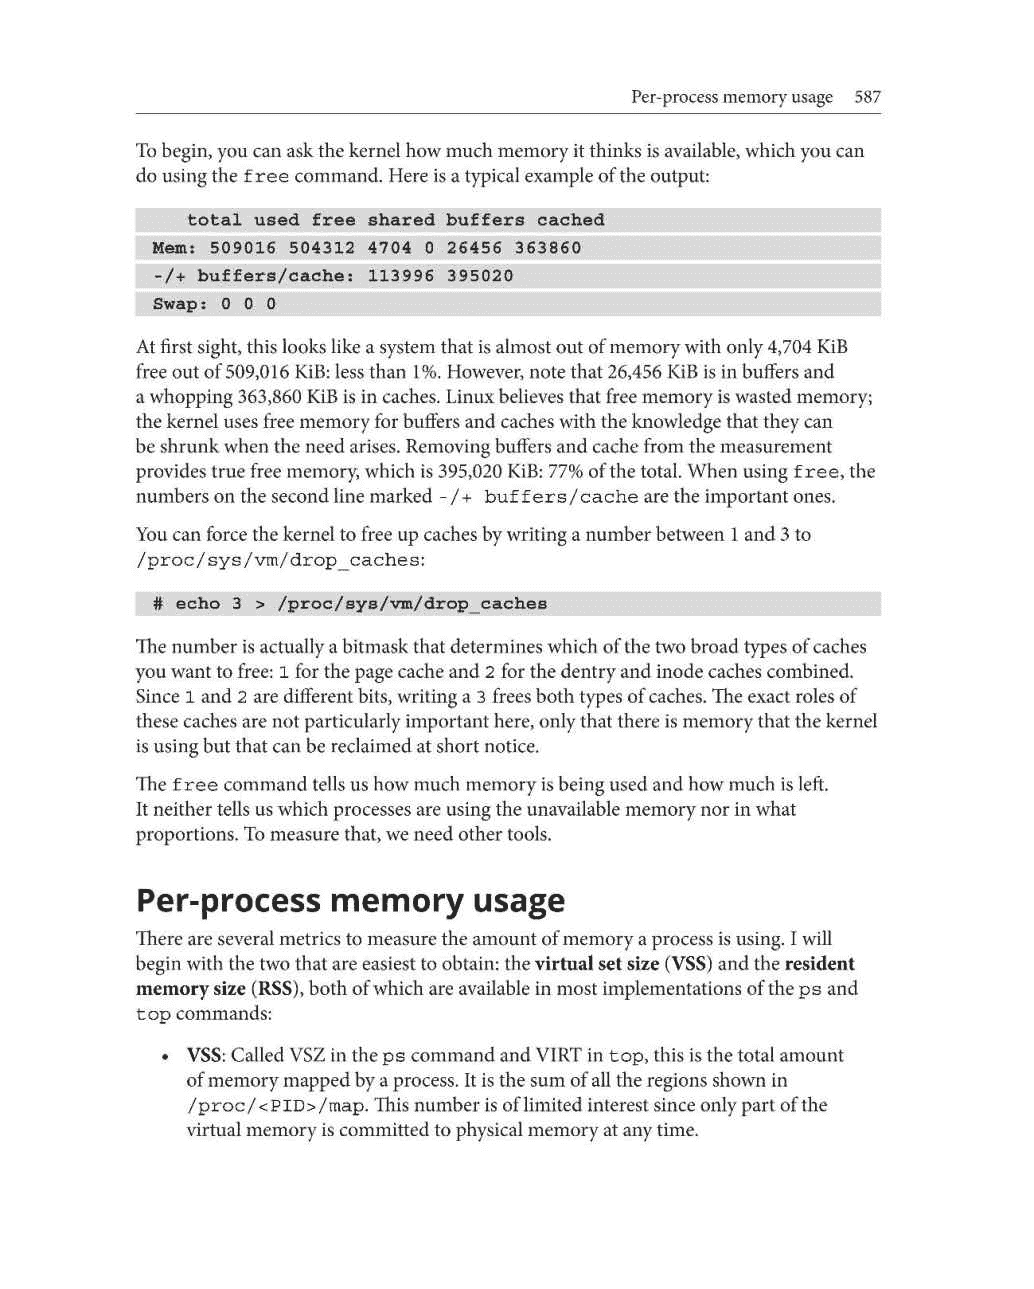 Per-process memory usage 587
To begin, you can ask the kernel how much memory it thinks is available, which you can
do using the free command. Here is a typical example of the output:
total used free shared buffers cached
Mem: 509016 504312 4704 0 26456 363860
-/+ buffers/cache: 113996 395020
Swap: 0 0 0
At first sight, this looks like a system that is almost out of memory with only 4,704 KiB
free out of 509,016 KiB: less than 1%. However, note that 26,456 KiB is in buffers and
a whopping 363,860 KiB is in caches. Linux believes that free memory is wasted memory;
the kernel uses free memory for buffers and caches with the knowledge that they can
be shrunk when the need arises. Removing buffers and cache from the measurement
provides true free memory, which is 395,020 KiB: 77% of the total. When using free, the
numbers on the second line marked -/+ buffers/cache are the important ones.
You can force the kernel to free up caches by writing a number between 1 and 3 to
/proc/sys/vm/drop_caches:
# echo 3 > /proc/sys/vm/drop_caches
The number is actually a bitmask that determines which of the two broad types of caches
you want to free: 1 for the page cache and 2 for the dentry and inode caches combined.
Since 1 and 2 are different bits, writing a 3 frees both types of caches. The exact roles of
these caches are not particularly important here, only that there is memory that the kernel
is using but that can be reclaimed at short notice.
The free command tells us how much memory is being used and how much is left.
It neither tells us which processes are using the unavailable memory nor in what
proportions. To measure that, we need other tools.
Per-process memory usage
There are several metrics to measure the amount of memory a process is using. I will
begin with the two that are easiest to obtain: the virtual set size (VSS) and the resident
memory size (RSS), both of which are available in most implementations of the ps and
top commands:
• VSS: Called VSZ in the ps command and VIRT in top, this is the total amount
of memory mapped by a process. It is the sum of all the regions shown in
/proc/<PID>/map. This number is of limited interest since only part of the
virtual memory is committed to physical memory at any time.